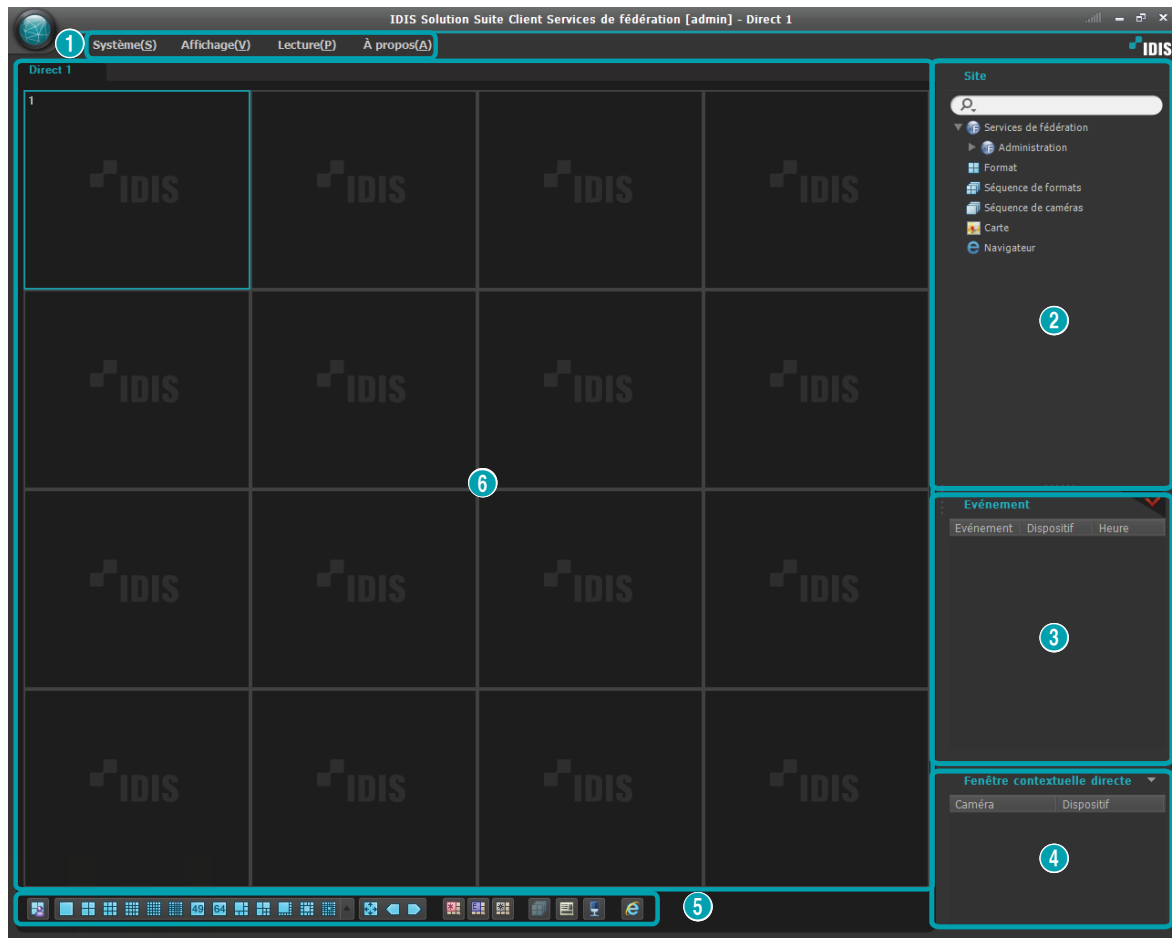 IDIS Solution Suite Client Services de fédération [admin] - Direct 1
1
Système(S) Affichage(V) Lecture(P) À propos(A)
IDIS
Direct 1
1
IDIS IDIS IDIS IDIS
IDIS IDIS IDIS IDIS
6
IDIS IDIS IDIS IDIS
IDIS IDIS IDIS IDIS
Site
Services de fédération
Administration
Format
Séquence de formats
Séquence de caméras
Carte
Navigateur
2
Evénement
Evénement Dispositif Heure
3
Fenêtre contextuelle directe
Caméra Dispositif
4
49 64
5